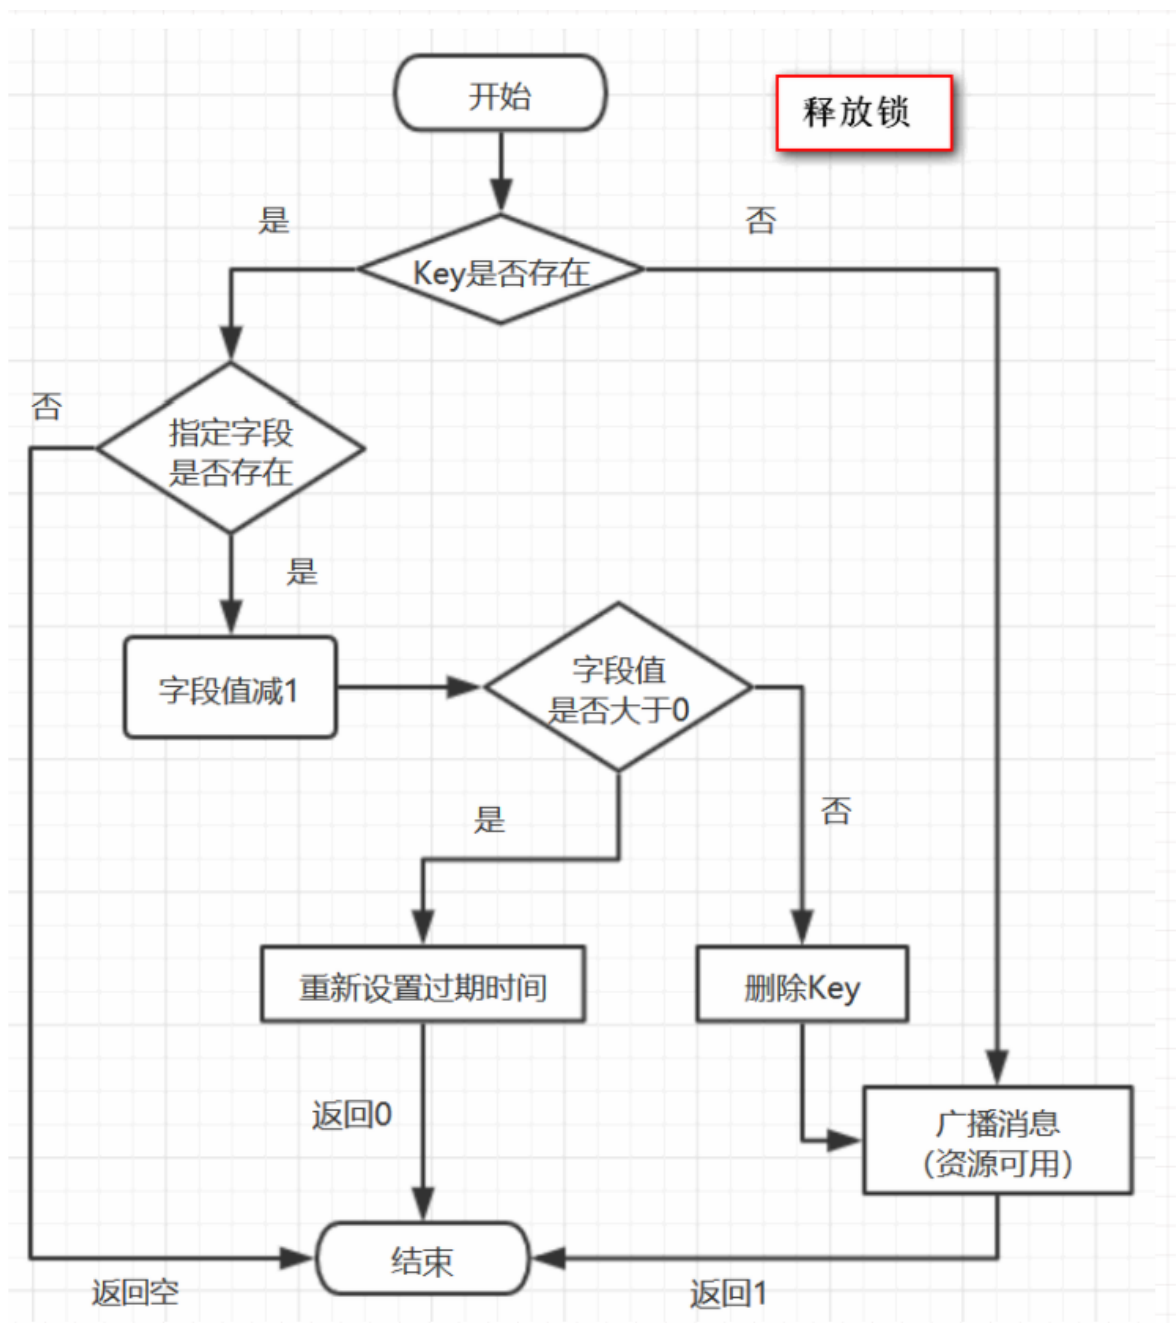 开始
释放锁
是
否
Key是否存在
否
指定字段
是否存在
是
字段值减1
字段值
是否大于0
是
否
重新设置过期时间
删除Key
返回0
广播消息
（资源可用）
结束
返回空
返回1